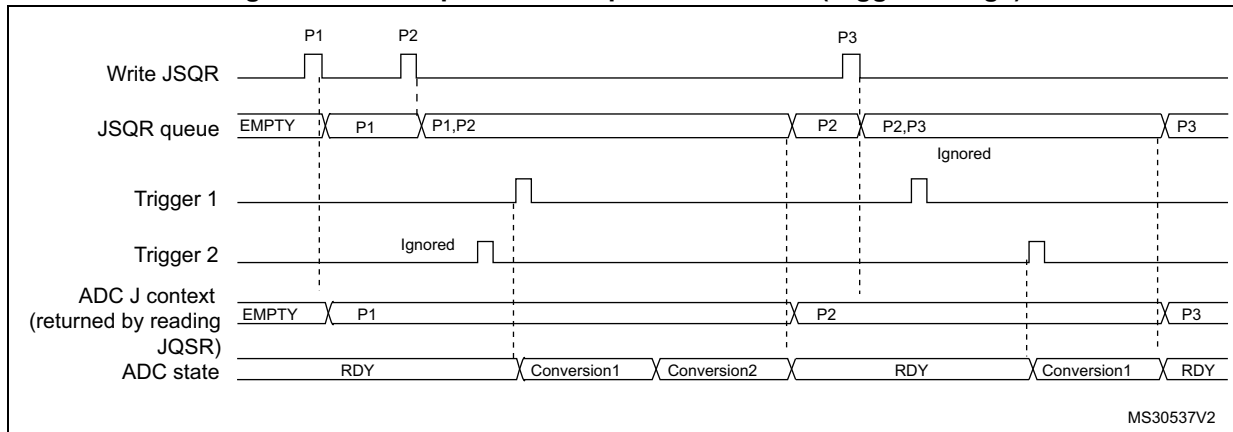 P1 P2 P3
Write JSQR
JSQR queue EMPTY P1 P1,P2 P2 P2,P3 P3
Ignored
Trigger 1
Trigger 2 Ignored
ADC J context
(returned by reading EMPTY P1 P2 P3
JQSR)
ADC state RDY Conversion1 Conversion2 RDY Conversion1 RDY
MS30537V2